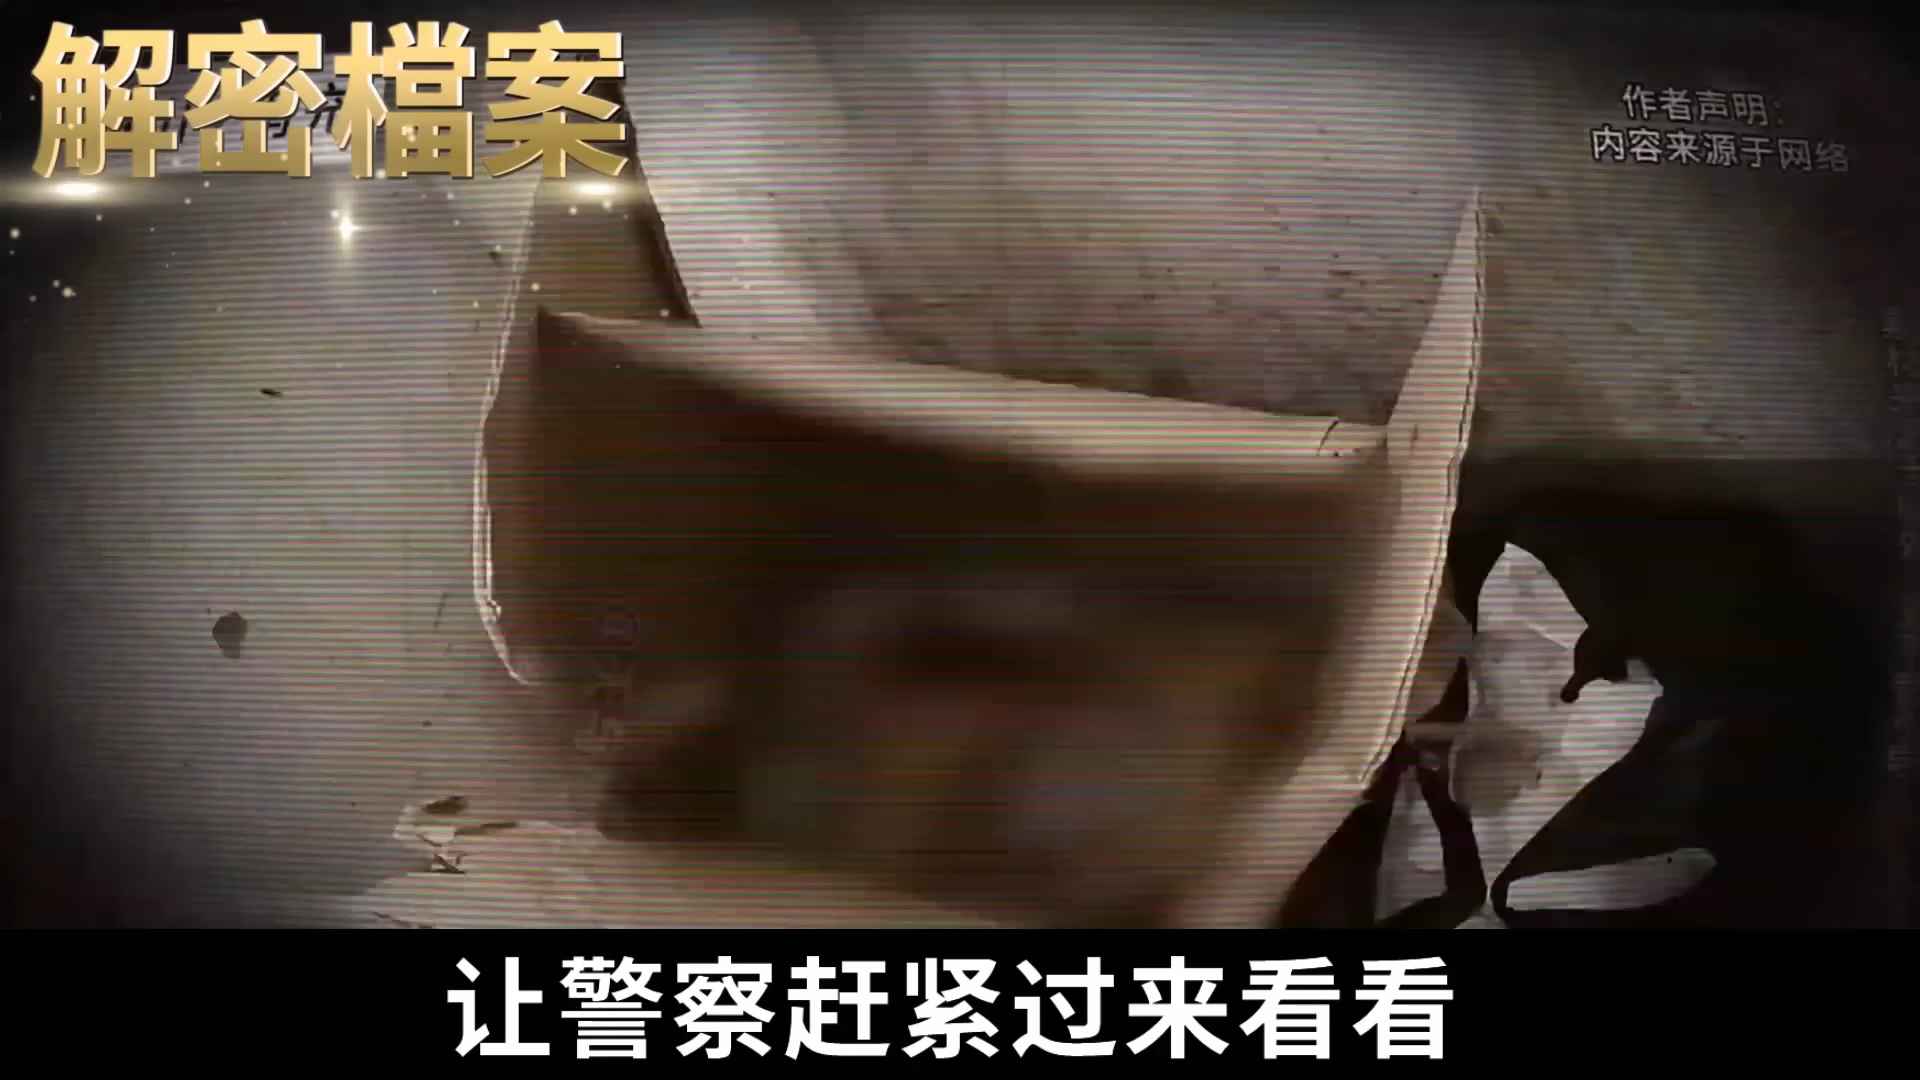 解密檔案
作者声明：
内容来源于网络
让警察赶紧过来看看